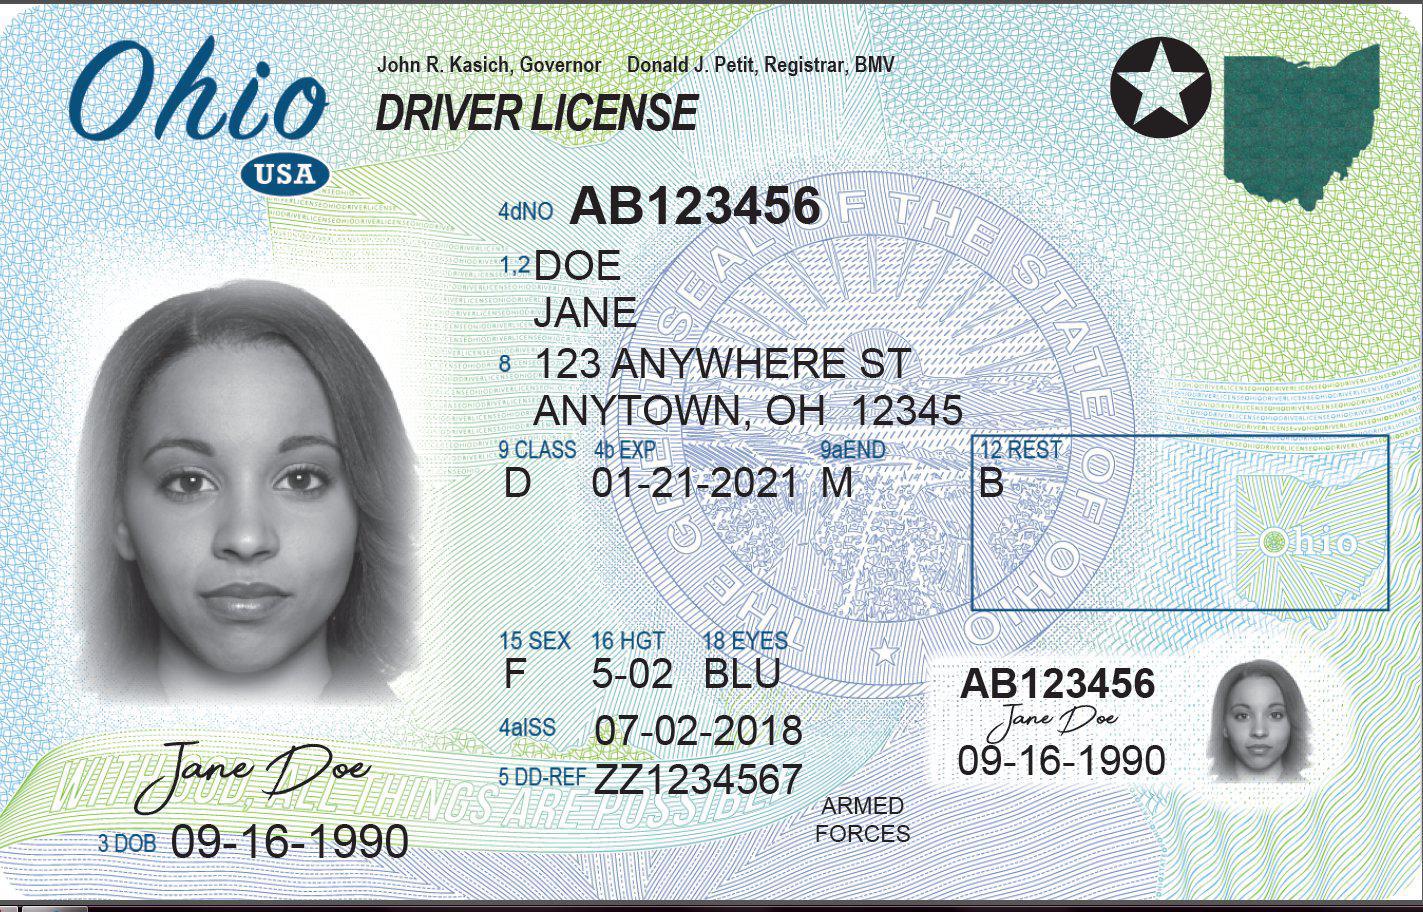 Ohio
USA
John R. Kasich, Governor Donald J. Petit, Registrar, BMV
DRIVER LICENSE
4dNO AB123456
1,2 DOE
JANE
8 123 ANYWHERE ST
ANYTOWN, OH 12345
9 CLASS 4b EXP 9aEND 12 REST
D 01-21-2021 M B
15 SEX 16 HGT 18 EYES
F 5-02 BLU
4aISS 07-02-2018
5 DD-REF ZZ1234567
ARMED
FORCES
Jane Doe
3 DOB 09-16-1990
AB123456
Jane Doe
09-16-1990
THE GREAT SEAL OF THE STATE OF OHIO
WITH GOD, ALL THINGS ARE POSSIBLE
Ohio